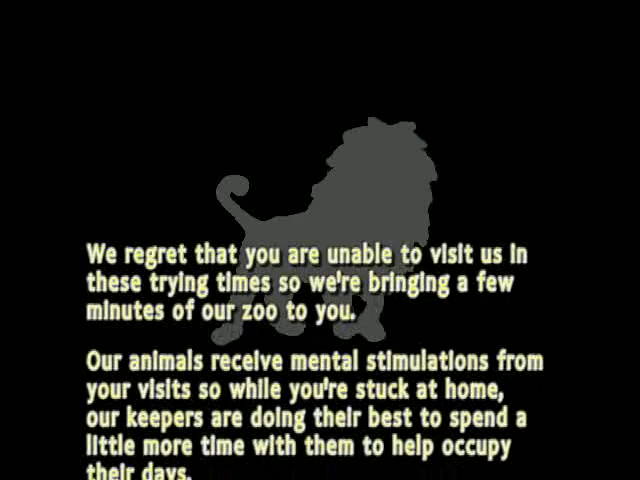 We regret that you are unable to visit us in
these trying times so we're bringing a few
minutes of our zoo to you.
Our animals receive mental stimulations from
your visits so while you're stuck at home,
our keepers are doing their best to spend a
little more time with them to help occupy
their days.